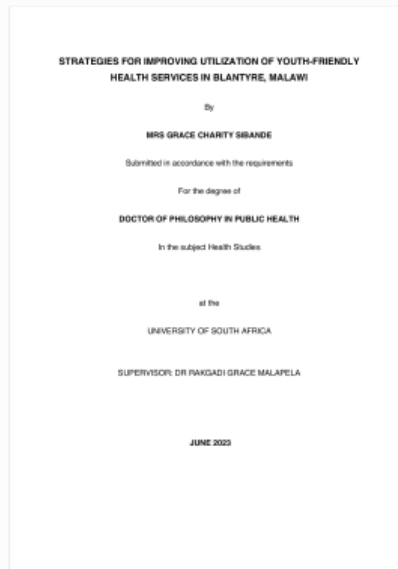 STRATEGIES FOR IMPROVING UTILIZATION OF YOUTH-FRIENDLY
HEALTH SERVICES IN BLANTYRE, MALAWI
By
MRS GRACE CHARITY SIBANDE
Submitted in accordance with the requirements
For the degree of
DOCTOR OF PHILOSOPHY IN PUBLIC HEALTH
In the subject Health Studies
at the
UNIVERSITY OF SOUTH AFRICA
SUPERVISOR: DR RAKGADI GRACE MALAPELA
JUNE 2023